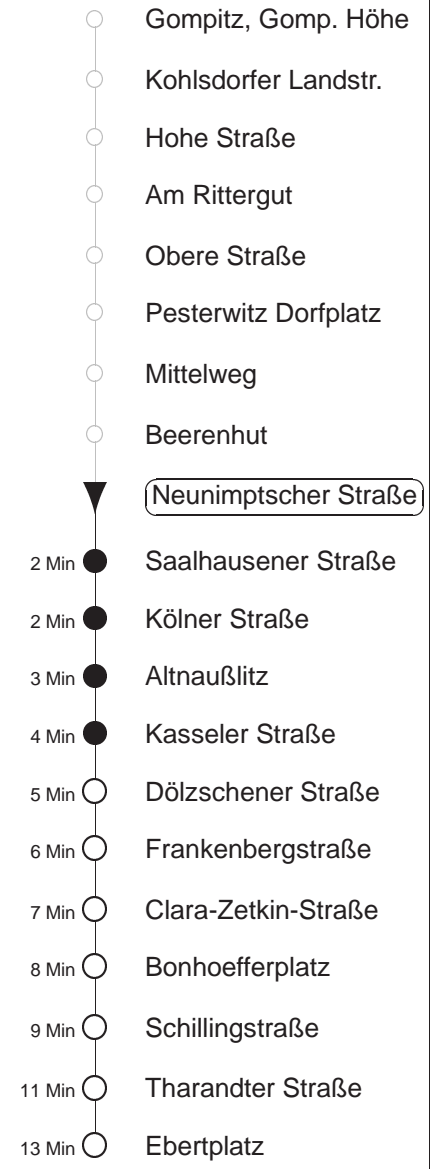 Gompitz, Gomp. Höhe
Kohlsdorfer Landstr.
Hohe Straße
Am Rittergut
Obere Straße
Pesterwitz Dorfplatz
Mittelweg
Beerenhut
Neunimptscher Straße
2 Min Saalhausener Straße
2 Min Kölner Straße
3 Min Altnaußlitz
4 Min Kasseler Straße
5 Min Dölzschener Straße
6 Min Frankenbergstraße
7 Min Clara-Zetkin-Straße
8 Min Bonhoefferplatz
9 Min Schillingstraße
11 Min Tharandter Straße
13 Min Ebertplatz